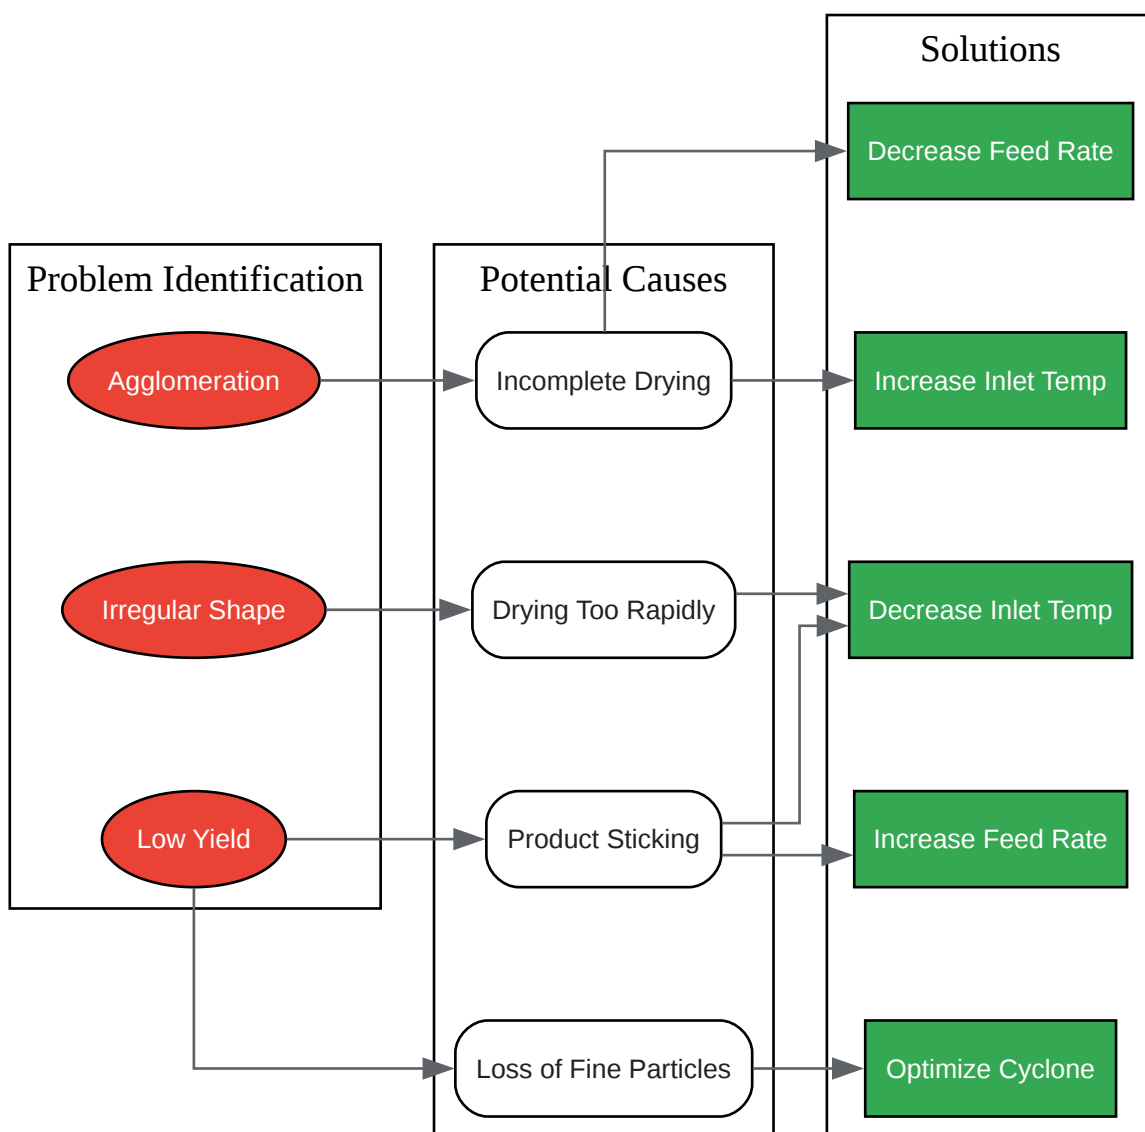 Solutions
Decrease Feed Rate
Problem Identification
Potential Causes
Agglomeration
Incomplete Drying
Increase Inlet Temp
Irregular Shape
Drying Too Rapidly
Decrease Inlet Temp
Low Yield
Product Sticking
Increase Feed Rate
Loss of Fine Particles
Optimize Cyclone